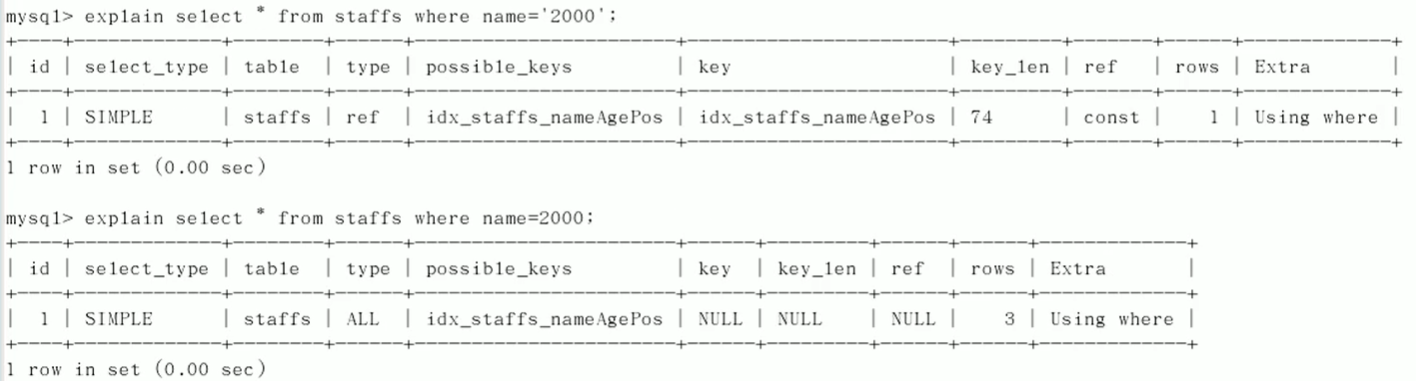 mysql> explain select * from staffs where name='2000';
+----+-------------+--------+------+-----------------------+-----------------------+---------+-------+------+-------------+
| id | select_type | table | type | possible_keys | key | key_len | ref | rows | Extra |
+----+-------------+--------+------+-----------------------+-----------------------+---------+-------+------+-------------+
| 1 | SIMPLE | staffs | ref | idx_staffs_nameAgePos | idx_staffs_nameAgePos | 74 | const | 1 | Using where |
+----+-------------+--------+------+-----------------------+-----------------------+---------+-------+------+-------------+
1 row in set (0.00 sec)
mysql> explain select * from staffs where name=2000;
+----+-------------+--------+------+-----------------------+------+---------+------+------+-------------+
| id | select_type | table | type | possible_keys | key | key_len | ref | rows | Extra |
+----+-------------+--------+------+-----------------------+------+---------+------+------+-------------+
| 1 | SIMPLE | staffs | ALL | idx_staffs_nameAgePos | NULL | NULL | NULL | 3 | Using where |
+----+-------------+--------+------+-----------------------+------+---------+------+------+-------------+
1 row in set (0.00 sec)